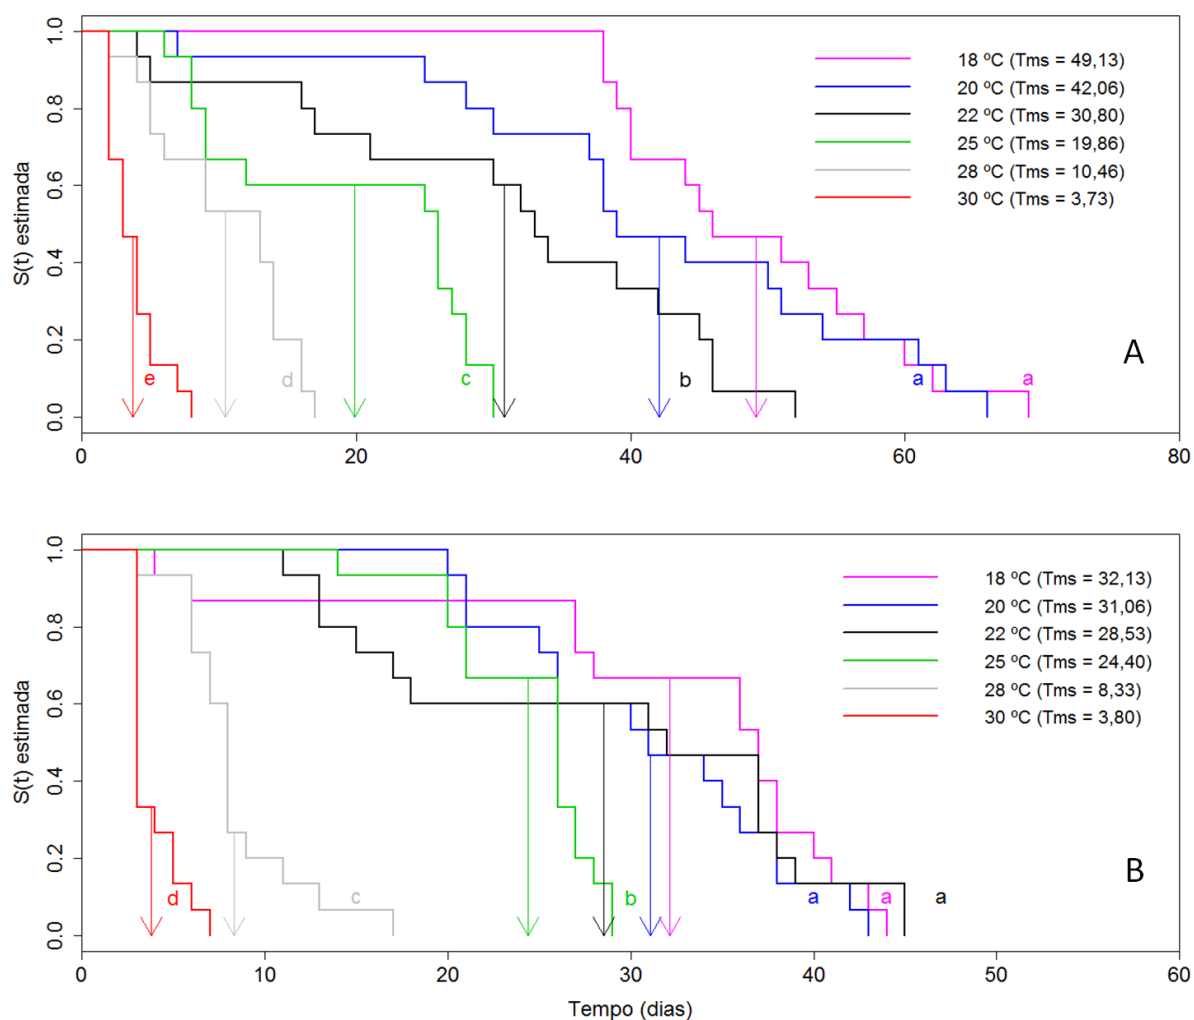 1.0
0.8
0.6
0.4
0.2
0.0
S(t) estimada
18 ºC (Tms = 49,13)
20 ºC (Tms = 42,06)
22 ºC (Tms = 30,80)
25 ºC (Tms = 19,86)
28 ºC (Tms = 10,46)
30 ºC (Tms = 3,73)
A
e d c b a a
0 20 40 60 80
1.0
0.8
0.6
0.4
0.2
0.0
S(t) estimada
18 ºC (Tms = 32,13)
20 ºC (Tms = 31,06)
22 ºC (Tms = 28,53)
25 ºC (Tms = 24,40)
28 ºC (Tms = 8,33)
30 ºC (Tms = 3,80)
B
d c b a a a
0 10 20 30 40 50 60
Tempo (dias)